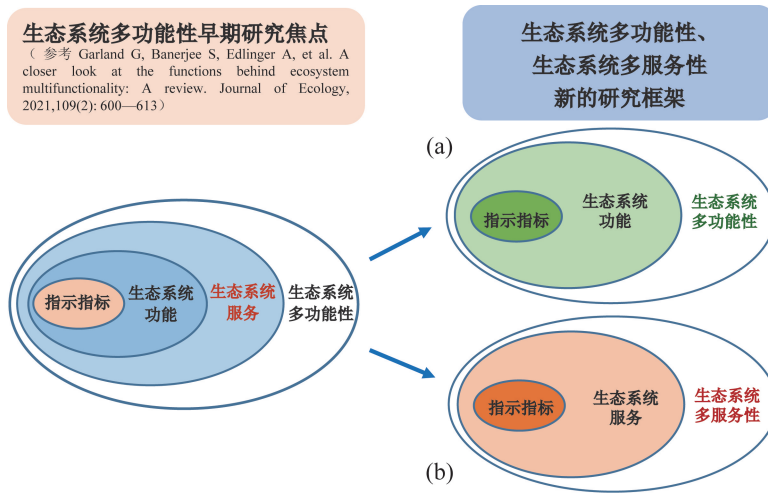 生态系统多功能性早期研究焦点
（ 参考 Garland G, Banerjee S, Edlinger A, et al. A
closer look at the functions behind ecosystem
multifunctionality: A review. Journal of Ecology,
2021,109(2): 600—613）
生态系统多功能性、
生态系统多服务性
新的研究框架
(a)
指示指标
生态系统
功能
生态系统
多功能性
指示指标
生态系统
功能
生态系统
服务
生态系统
多功能性
指示指标
生态系统
服务
生态系统
多服务性
(b)